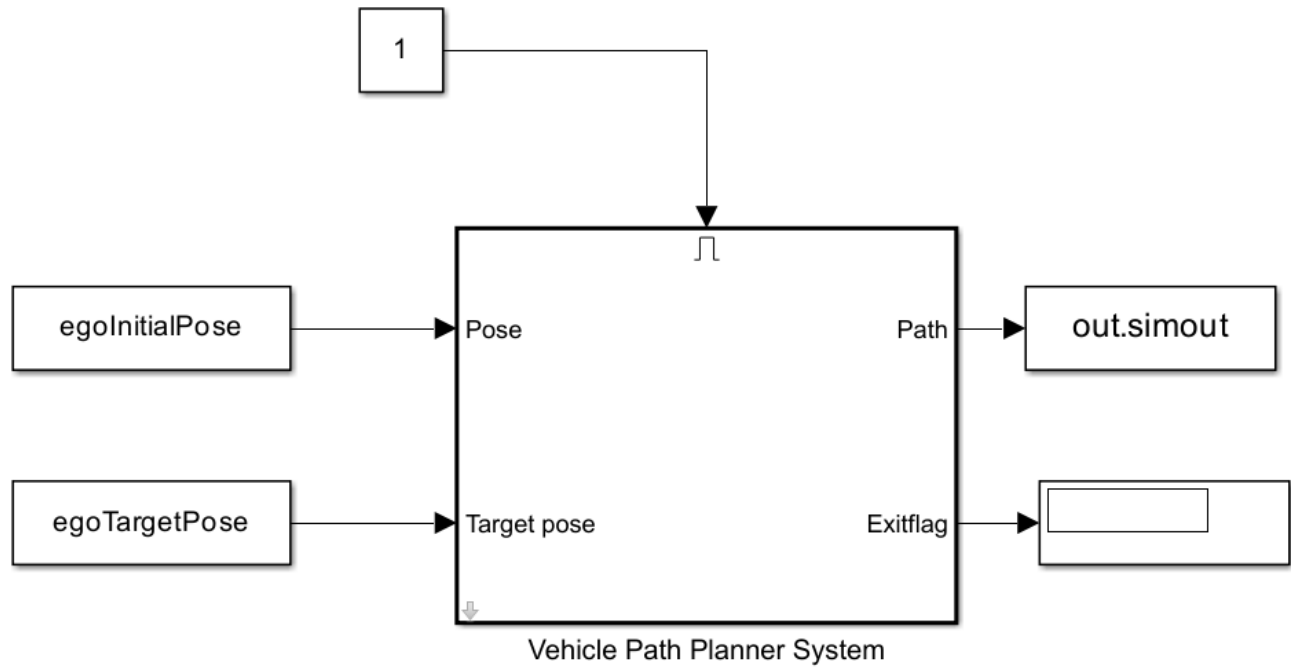 1
egoInitialPose
Pose
Path
out.simout
egoTargetPose
Target pose
Exitflag
Vehicle Path Planner System